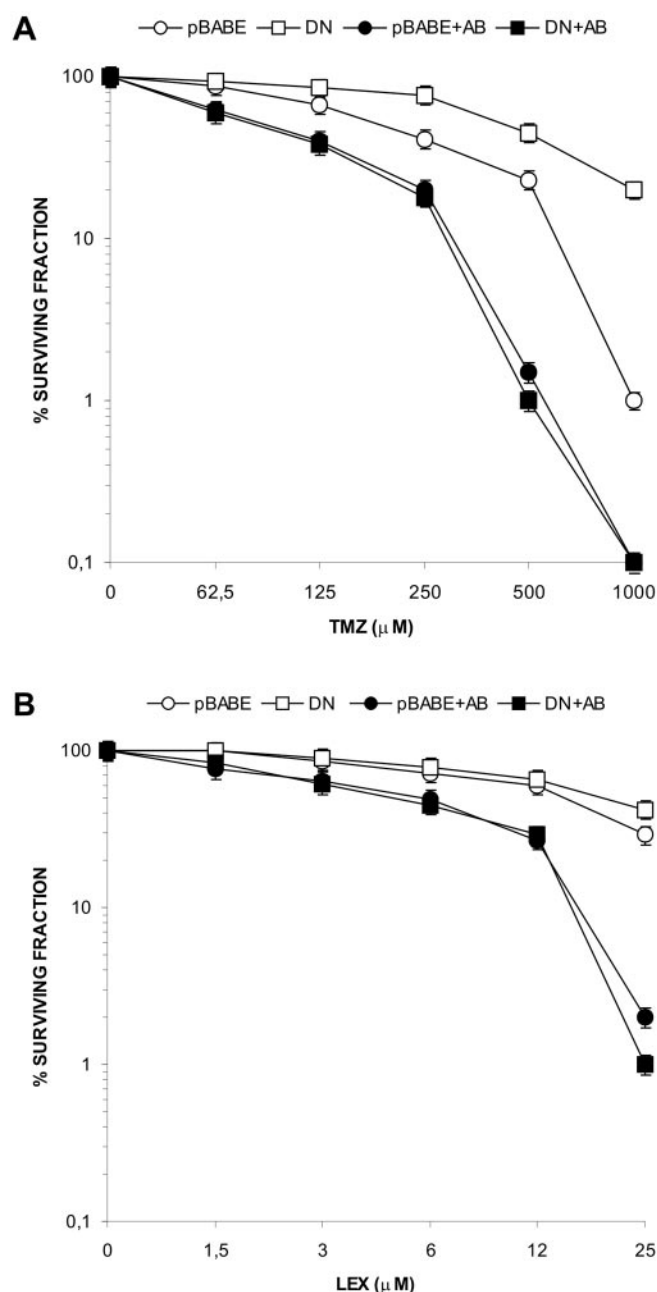 A
pBABE DN pBABE+AB DN+AB
100
10
1
0,1
% SURVIVING FRACTION
0 62,5 125 250 500 1000
TMZ (μ M)
B
pBABE DN pBABE+AB DN+AB
100
10
1
0,1
% SURVIVING FRACTION
0 1,5 3 6 12 25
LEX (μ M)